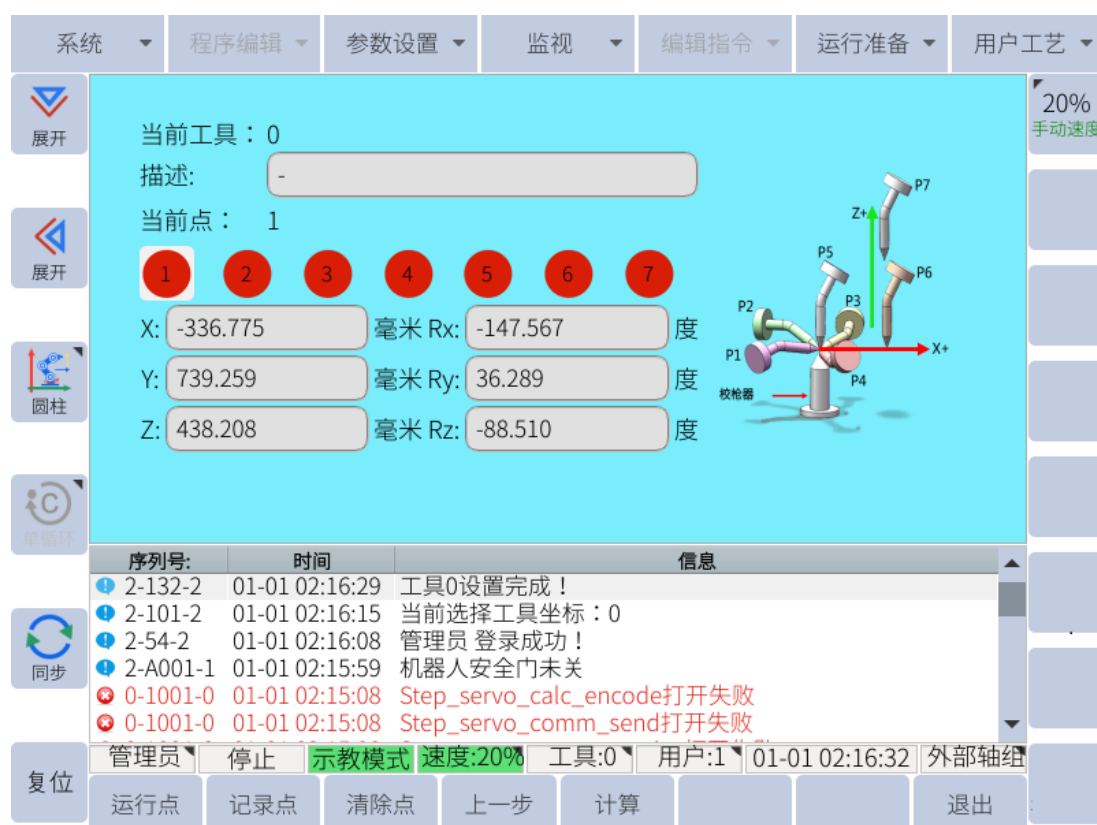 系统 程序编辑 参数设置 监视 编辑指令 运行准备 用户工艺
展开
20%
手动速度
当前工具： 0
描述: -
当前点： 1
展开
1 2 3 4 5 6 7
X: -336.775 毫米 Rx: -147.567 度
Y: 739.259 毫米 Ry: 36.289 度
Z: 438.208 毫米 Rz: -88.510 度
P7
Z+
P5
P6
P2
P3
P1
X+
P4
校枪器
圆柱
单循环
同步
复位
序列号: 时间 信息
2-132-2 01-01 02:16:29 工具0设置完成！
2-101-2 01-01 02:16:15 当前选择工具坐标：0
2-54-2 01-01 02:16:08 管理员 登录成功！
2-A001-1 01-01 02:15:59 机器人安全门未关
0-1001-0 01-01 02:15:08 Step_servo_calc_encode打开失败
0-1001-0 01-01 02:15:08 Step_servo_comm_send打开失败
管理员 停止 示教模式 速度:20% 工具:0 用户:1 01-01 02:16:32 外部轴组
运行点 记录点 清除点 上一步 计算 退出